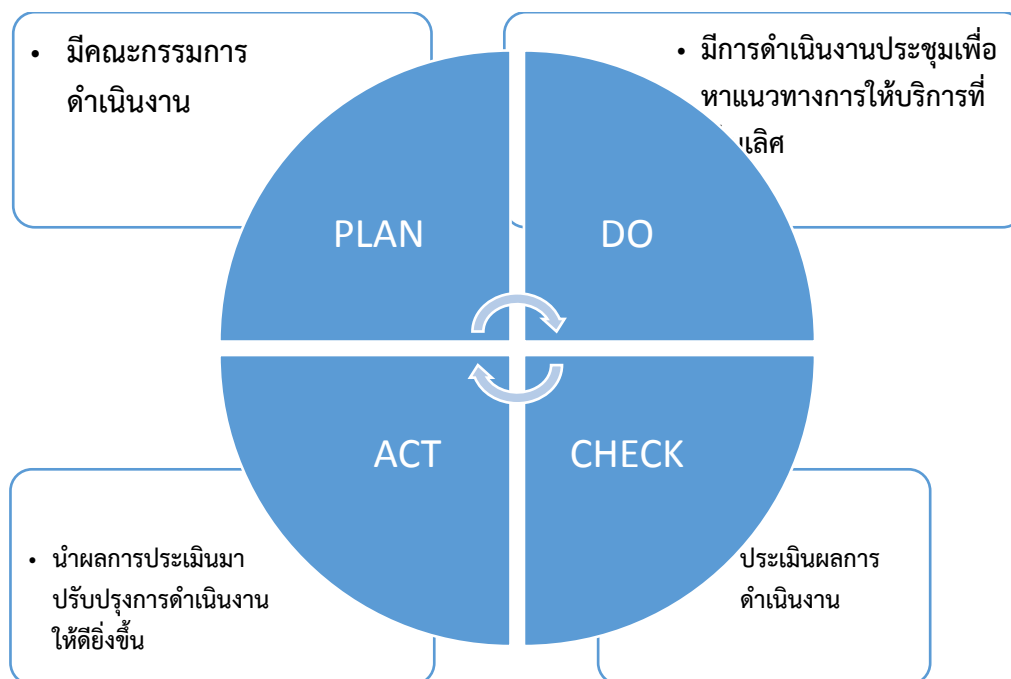 • มีคณะกรรมการ
ดำเนินงาน
• มีการดำเนินงานประชุมเพื่อ
หาแนวทางการให้บริการที่
PLAN
DO
ACT
CHECK
• นำผลการประเมินมา
ปรับปรุงการดำเนินงาน
ให้ดียิ่งขึ้น
ประเมินผลการ
ดำเนินงาน